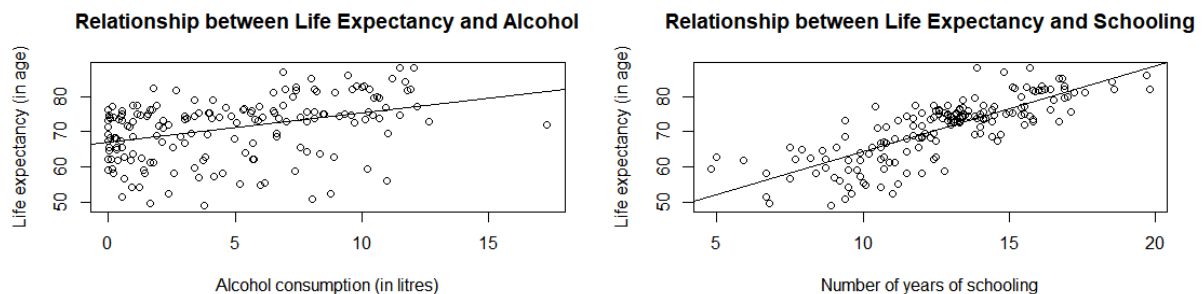 Relationship between Life Expectancy and Alcohol
Life expectancy (in age)
80
70
60
50
0 5 10 15
Alcohol consumption (in litres)
Relationship between Life Expectancy and Schooling
Life expectancy (in age)
80
70
60
50
5 10 15 20
Number of years of schooling